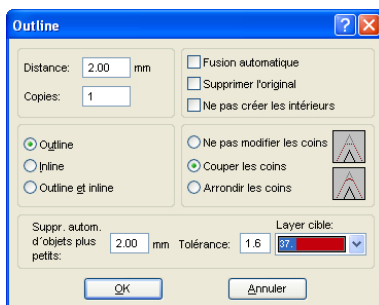 Outline
Distance: 2.00 mm
Copies: 1
Fusion automatique
Supprimer l'original
Ne pas créer les intérieurs
Outline
Inline
Outline et inline
Ne pas modifier les coins
Couper les coins
Arrondir les coins
Suppr. autom.
d'objets plus
petits:
2.00 mm
Tolérance: 1.6
Layer cible:
37.
OK
Annuler